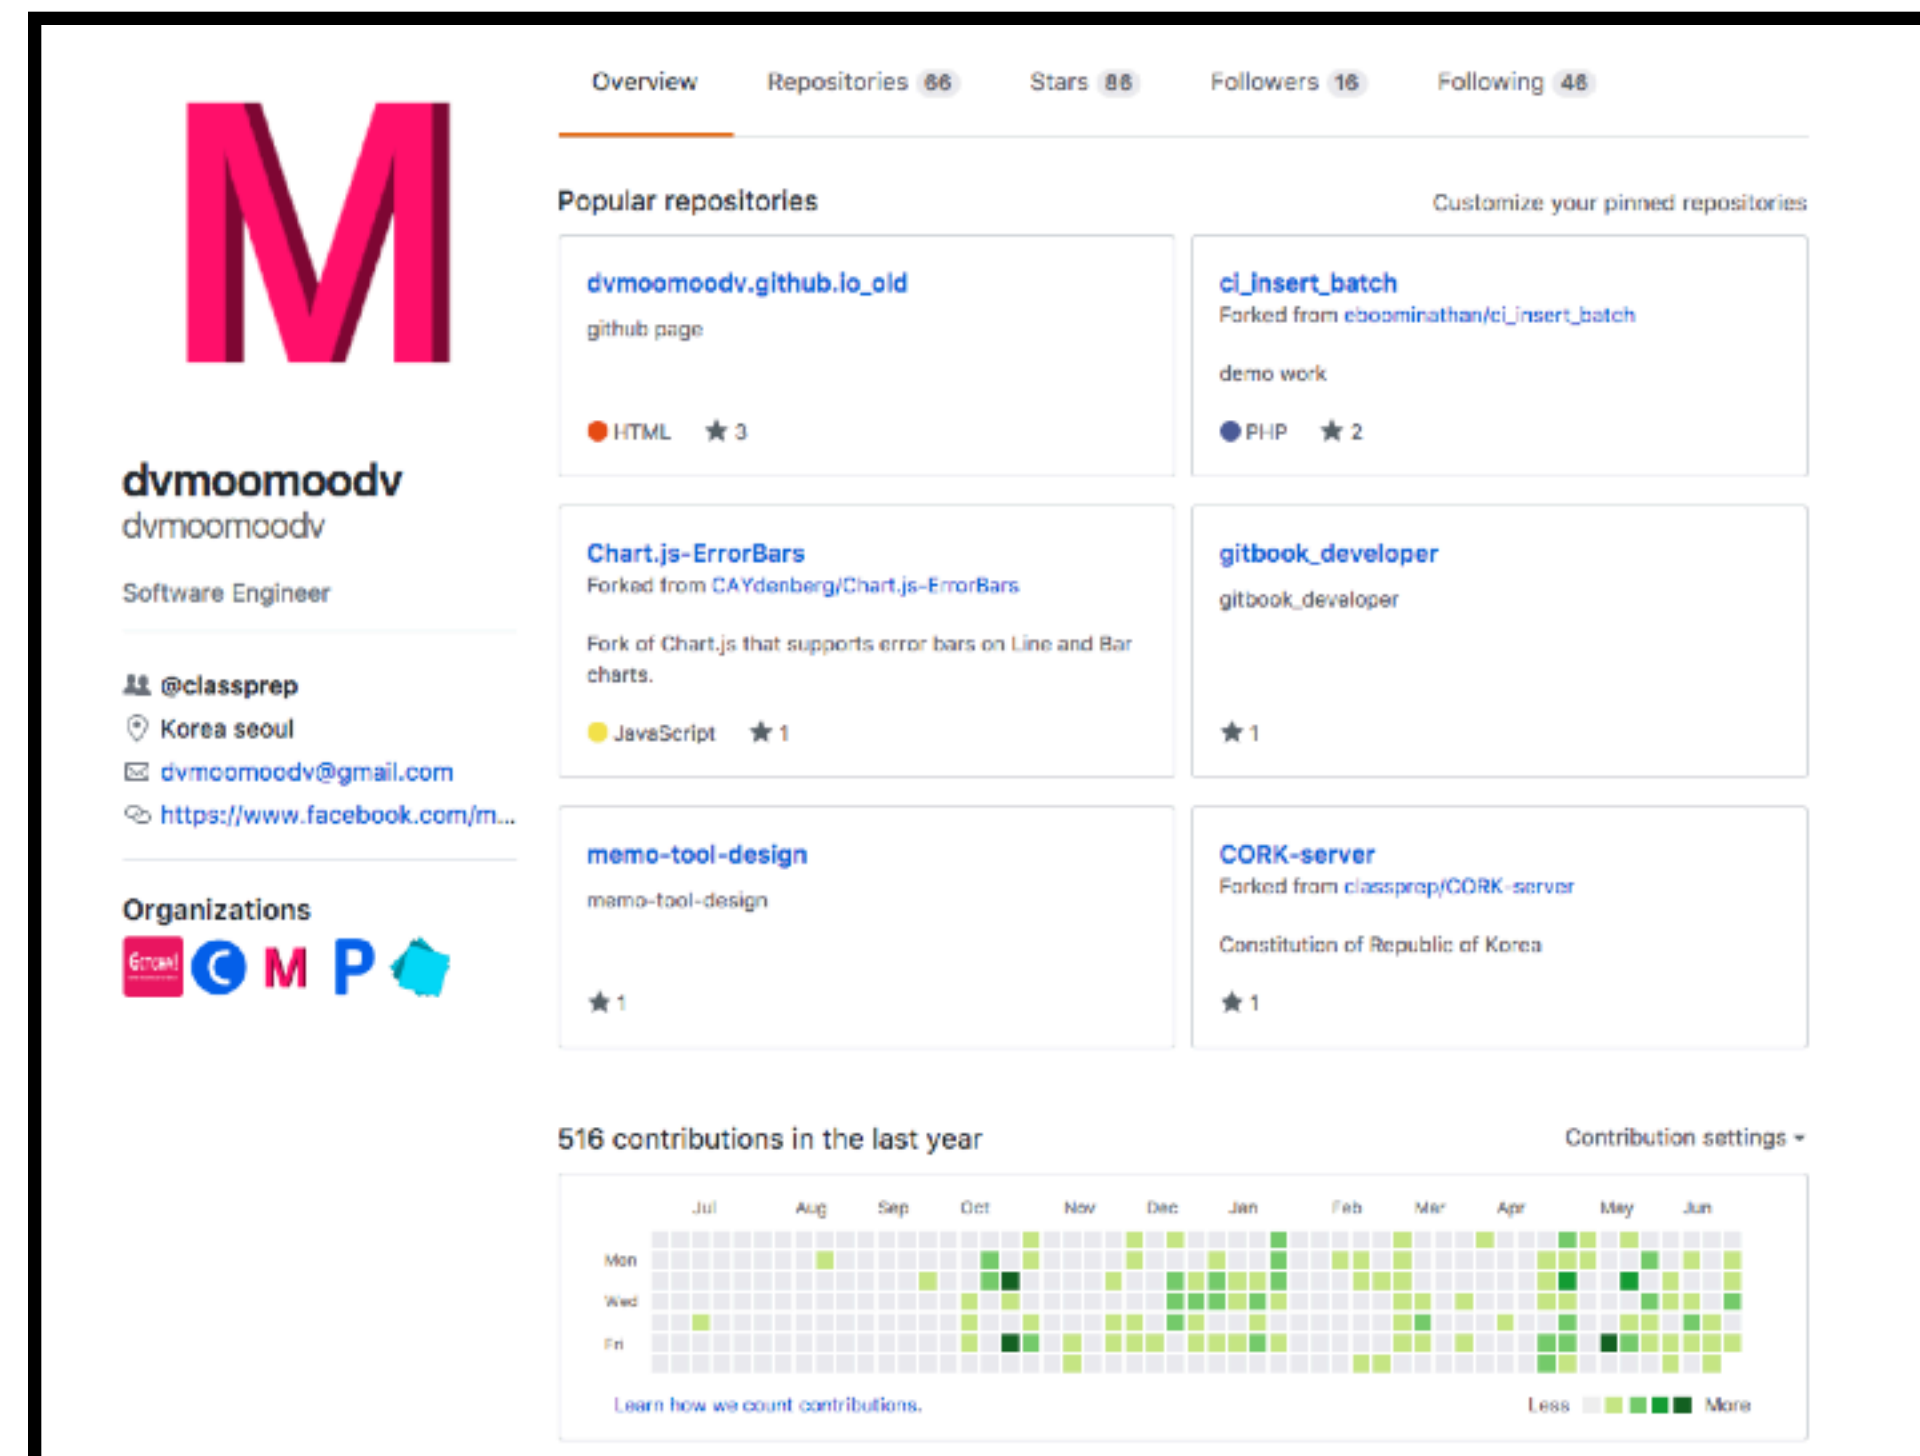 Overview Repositories 66 Stars 86 Followers 16 Following 46
M
dvmoomoodv
dvmoomoodv
Software Engineer
@classprep
Korea seoul
dvmoomoodv@gmail.com
https://www.facebook.com/m...
Organizations
GETCHA! C M P
Popular repositories
Customize your pinned repositories
dvmoomoodv.github.io_old
github page
HTML 3
ci_insert_batch
Forked from eboominathan/ci_insert_batch
demo work
PHP 2
Chart.js-ErrorBars
Forked from CAYdenberg/Chart.js-ErrorBars
Fork of Chart.js that supports error bars on Line and Bar
charts.
JavaScript 1
gitbook_developer
gitbook_developer
1
memo-tool-design
memo-tool-design
1
CORK-server
Forked from classprep/CORK-server
Constitution of Republic of Korea
1
516 contributions in the last year
Contribution settings
Jul Aug Sep Oct Nov Dec Jan Feb Mar Apr May Jun
Mon
Wed
Fri
Learn how we count contributions.
Less More